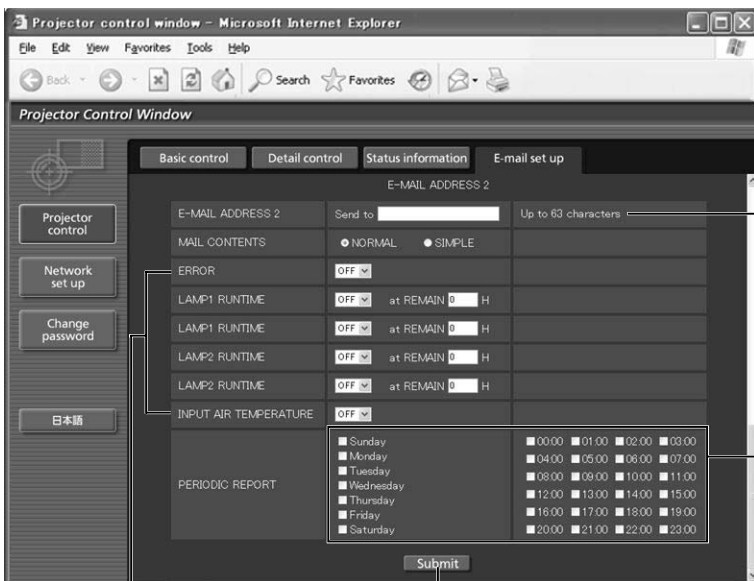 Projector control window - Microsoft Internet Explorer
File Edit View Favorites Tools Help
Back Search Favorites
Projector Control Window
Basic control Detail control Status information E-mail set up
E-MAIL ADDRESS 2
E-MAIL ADDRESS 2 Send to Up to 63 characters
MAIL CONTENTS NORMAL SIMPLE
ERROR OFF
LAMP1 RUNTIME OFF at REMAIN 0 H
LAMP1 RUNTIME OFF at REMAIN 0 H
LAMP2 RUNTIME OFF at REMAIN 0 H
LAMP2 RUNTIME OFF at REMAIN 0 H
INPUT AIR TEMPERATURE OFF
PERIODIC REPORT
Sunday
Monday
Tuesday
Wednesday
Thursday
Friday
Saturday
00:00 01:00 02:00 03:00
04:00 05:00 06:00 07:00
08:00 09:00 10:00 11:00
12:00 13:00 14:00 15:00
16:00 17:00 18:00 19:00
20:00 21:00 22:00 23:00
Submit
Projector
control
Network
set up
Change
password
日本語